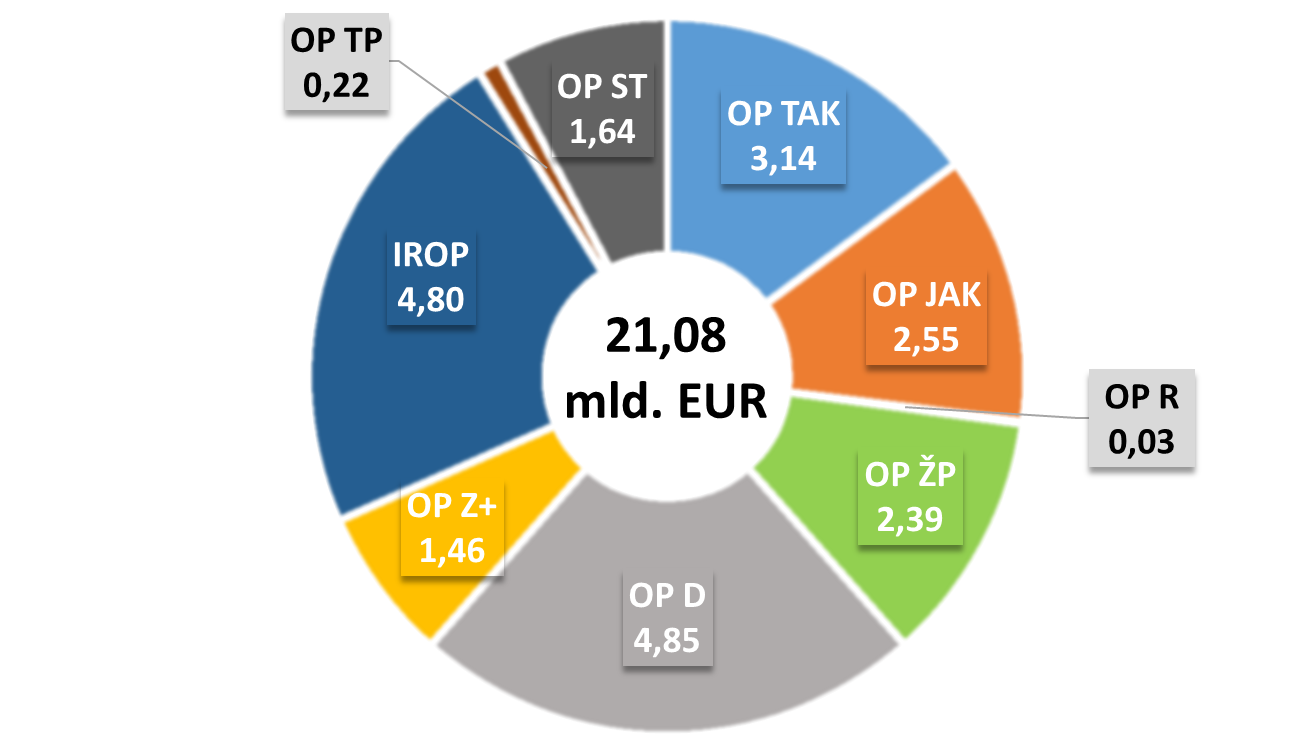 OP TP
0,22
OP ST
1,64
OP TAK
3,14
IROP
4,80
OP JAK
2,55
21,08
mld. EUR
OP R
0,03
OP ŽP
2,39
OP Z+
1,46
OP D
4,85